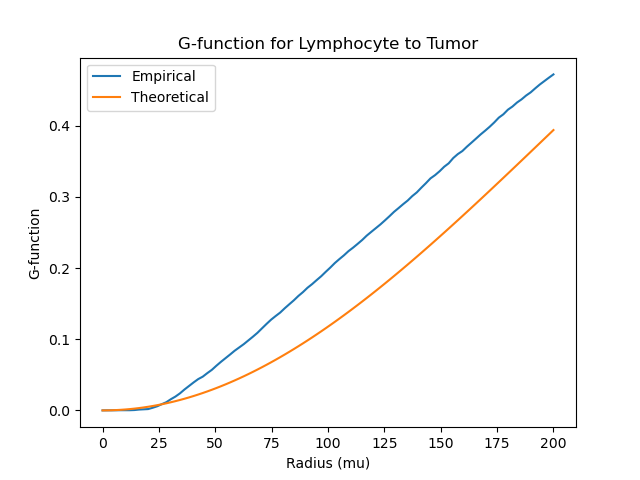 G-function for Lymphocyte to Tumor
Empirical
Theoretical
G-function
0.4
0.3
0.2
0.1
0.0
0 25 50 75 100 125 150 175 200
Radius (mu)